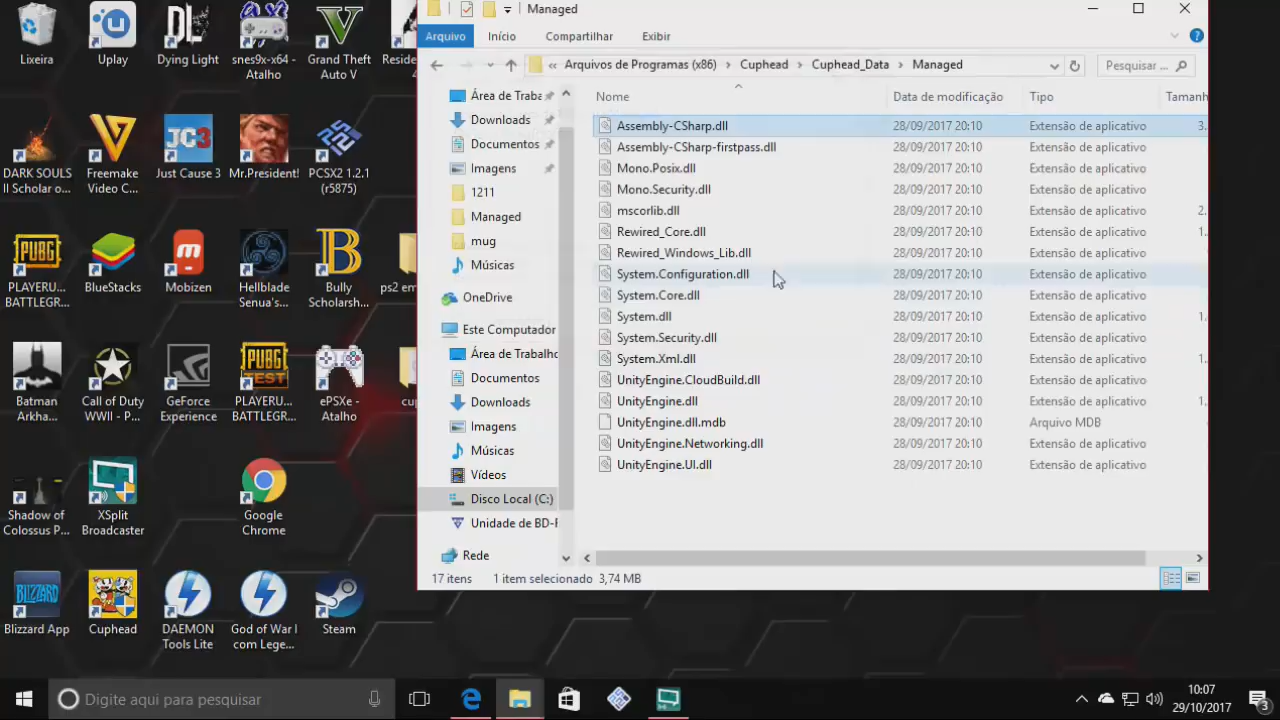 Lixeira
Uplay
Dying Light
snes9x-x64 -
Atalho
Grand Theft
Auto V
Reside
DARK SOULS
II Scholar o...
Freemake
Video C...
Just Cause 3
Mr.President!
PCSX2 1.2.1
(r5875)
PLAYERU...
BATTLEGR...
BlueStacks
Mobizen
Hellblade
Senua's...
Bully
Scholarsh...
ps2 em
Batman
Arkha...
Call of Duty
WWII - P...
GeForce
Experience
PLAYERU...
BATTLEGR...
ePSXe -
Atalho
cu
Shadow of
Colossus P...
XSplit
Broadcaster
Google
Chrome
Blizzard App
Cuphead
DAEMON
Tools Lite
God of War I
com Lege...
Steam
Managed
Arquivo
Início
Compartilhar
Exibir
« Arquivos de Programas (x86) > Cuphead > Cuphead_Data > Managed
Pesquisar ...
Área de Traba
Downloads
Documentos
Imagens
1211
Managed
mug
Músicas
OneDrive
Este Computador
Área de Trabalho
Documentos
Downloads
Imagens
Músicas
Vídeos
Disco Local (C:)
Unidade de BD-F
Rede
Nome Data de modificação Tipo Tamanh
Assembly-CSharp.dll 28/09/2017 20:10 Extensão de aplicativo 3.
Assembly-CSharp-firstpass.dll 28/09/2017 20:10 Extensão de aplicativo
Mono.Posix.dll 28/09/2017 20:10 Extensão de aplicativo
Mono.Security.dll 28/09/2017 20:10 Extensão de aplicativo
mscorlib.dll 28/09/2017 20:10 Extensão de aplicativo 2.
Rewired_Core.dll 28/09/2017 20:10 Extensão de aplicativo 1.
Rewired_Windows_Lib.dll 28/09/2017 20:10 Extensão de aplicativo
System.Configuration.dll 28/09/2017 20:10 Extensão de aplicativo
System.Core.dll 28/09/2017 20:10 Extensão de aplicativo
System.dll 28/09/2017 20:10 Extensão de aplicativo 1.
System.Security.dll 28/09/2017 20:10 Extensão de aplicativo
System.Xml.dll 28/09/2017 20:10 Extensão de aplicativo 1.
UnityEngine.CloudBuild.dll 28/09/2017 20:10 Extensão de aplicativo
UnityEngine.dll 28/09/2017 20:10 Extensão de aplicativo 1.
UnityEngine.dll.mdb 28/09/2017 20:10 Arquivo MDB
UnityEngine.Networking.dll 28/09/2017 20:10 Extensão de aplicativo
UnityEngine.UI.dll 28/09/2017 20:10 Extensão de aplicativo
17 itens 1 item selecionado 3,74 MB
Digite aqui para pesquisar
10:07
29/10/2017
3